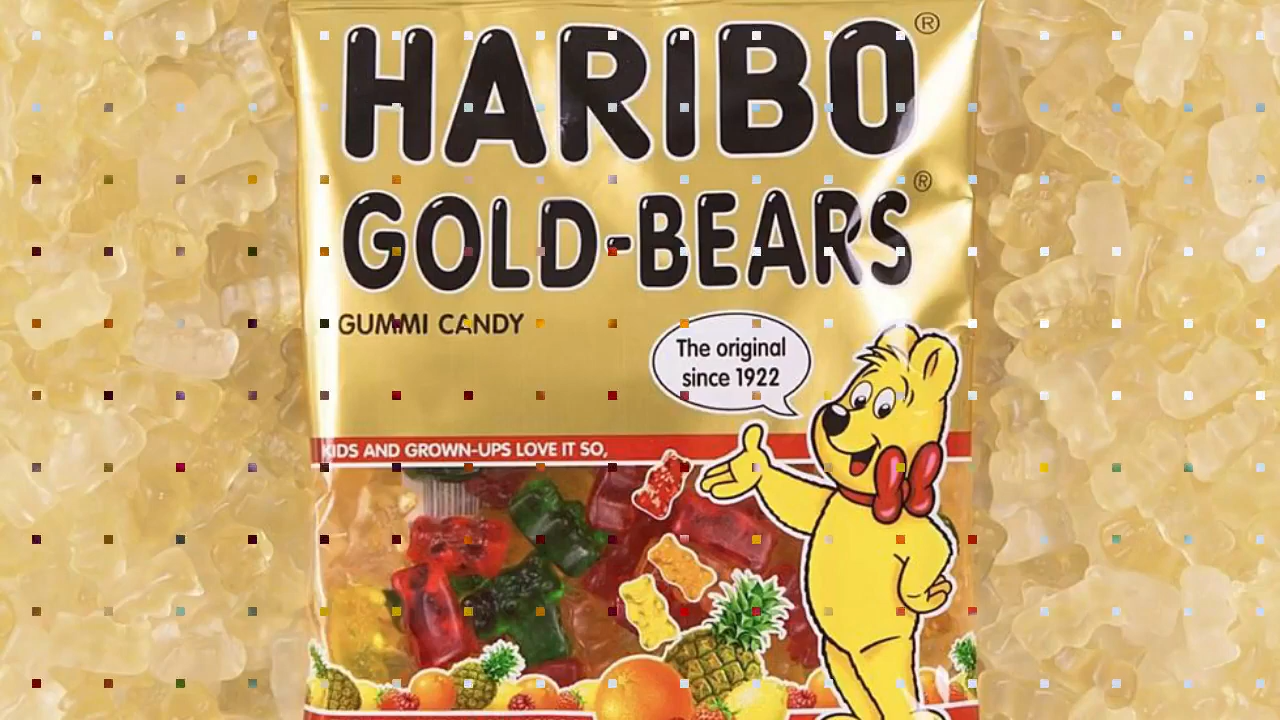 HARIBO®
GOLD-BEARS®
GUMMI CANDY
The original
since 1922
KIDS AND GROWN-UPS LOVE IT SO,